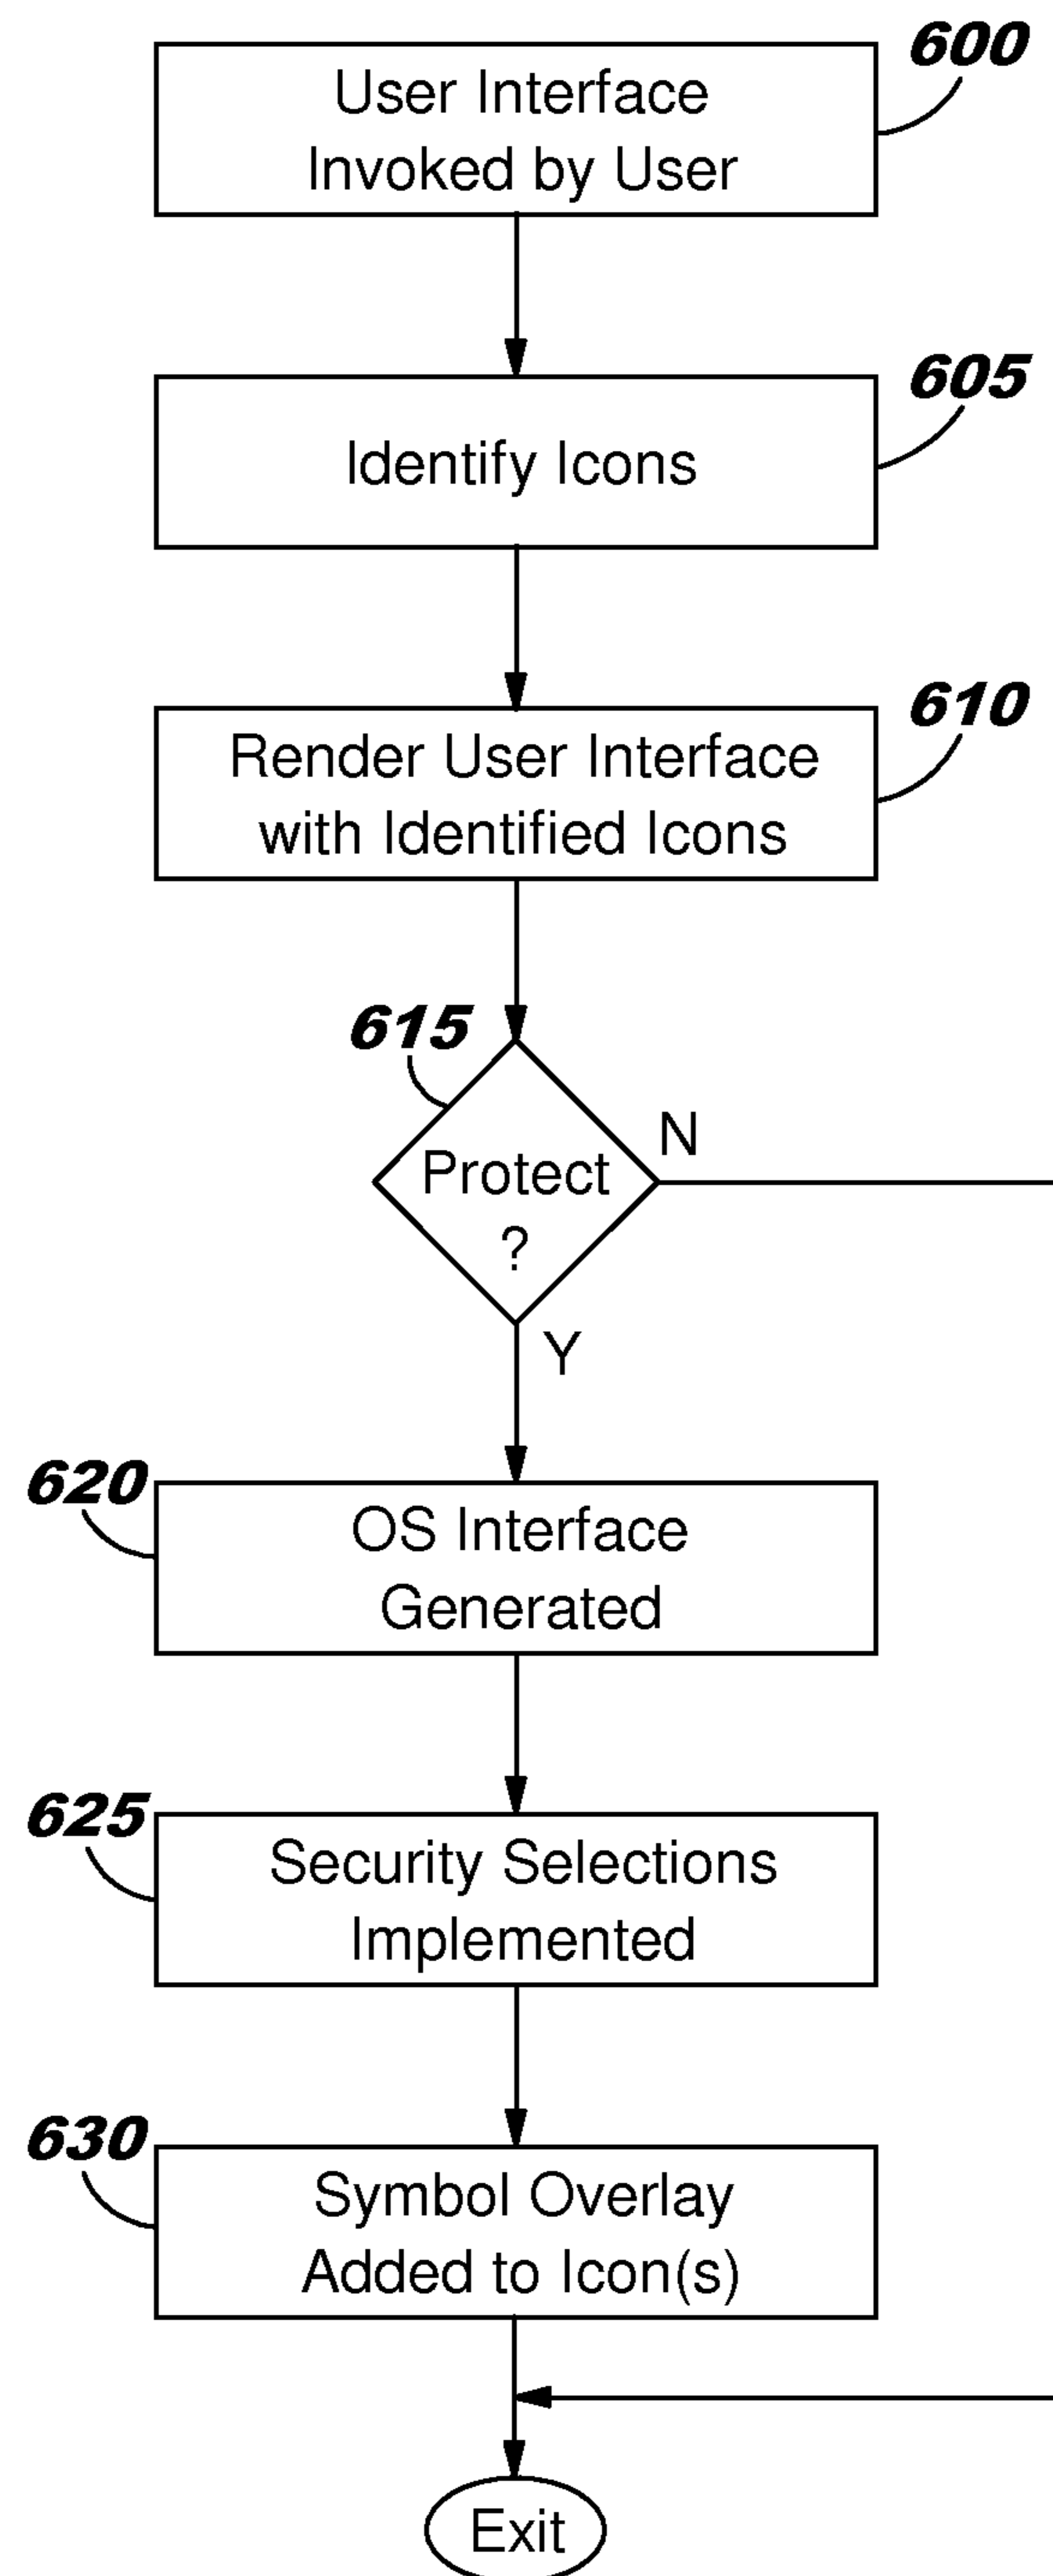 600
User Interface
Invoked by User
605
Identify Icons
610
Render User Interface
with Identified Icons
615
Protect
?
N
Y
620
OS Interface
Generated
625
Security Selections
Implemented
630
Symbol Overlay
Added to Icon(s)
Exit